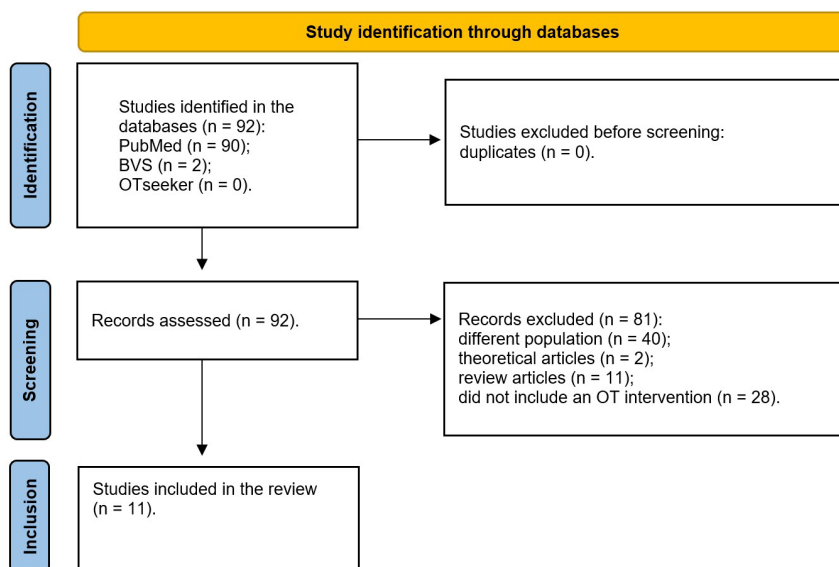 Study identification through databases
Identification
Studies identified in the
databases (n = 92):
PubMed (n = 90);
BVS (n = 2);
OTseeker (n = 0).
Studies excluded before screening:
duplicates (n = 0).
Screening
Records assessed (n = 92).
Records excluded (n = 81):
different population (n = 40);
theoretical articles (n = 2);
review articles (n = 11);
did not include an OT intervention (n = 28).
Inclusion
Studies included in the review
(n = 11).